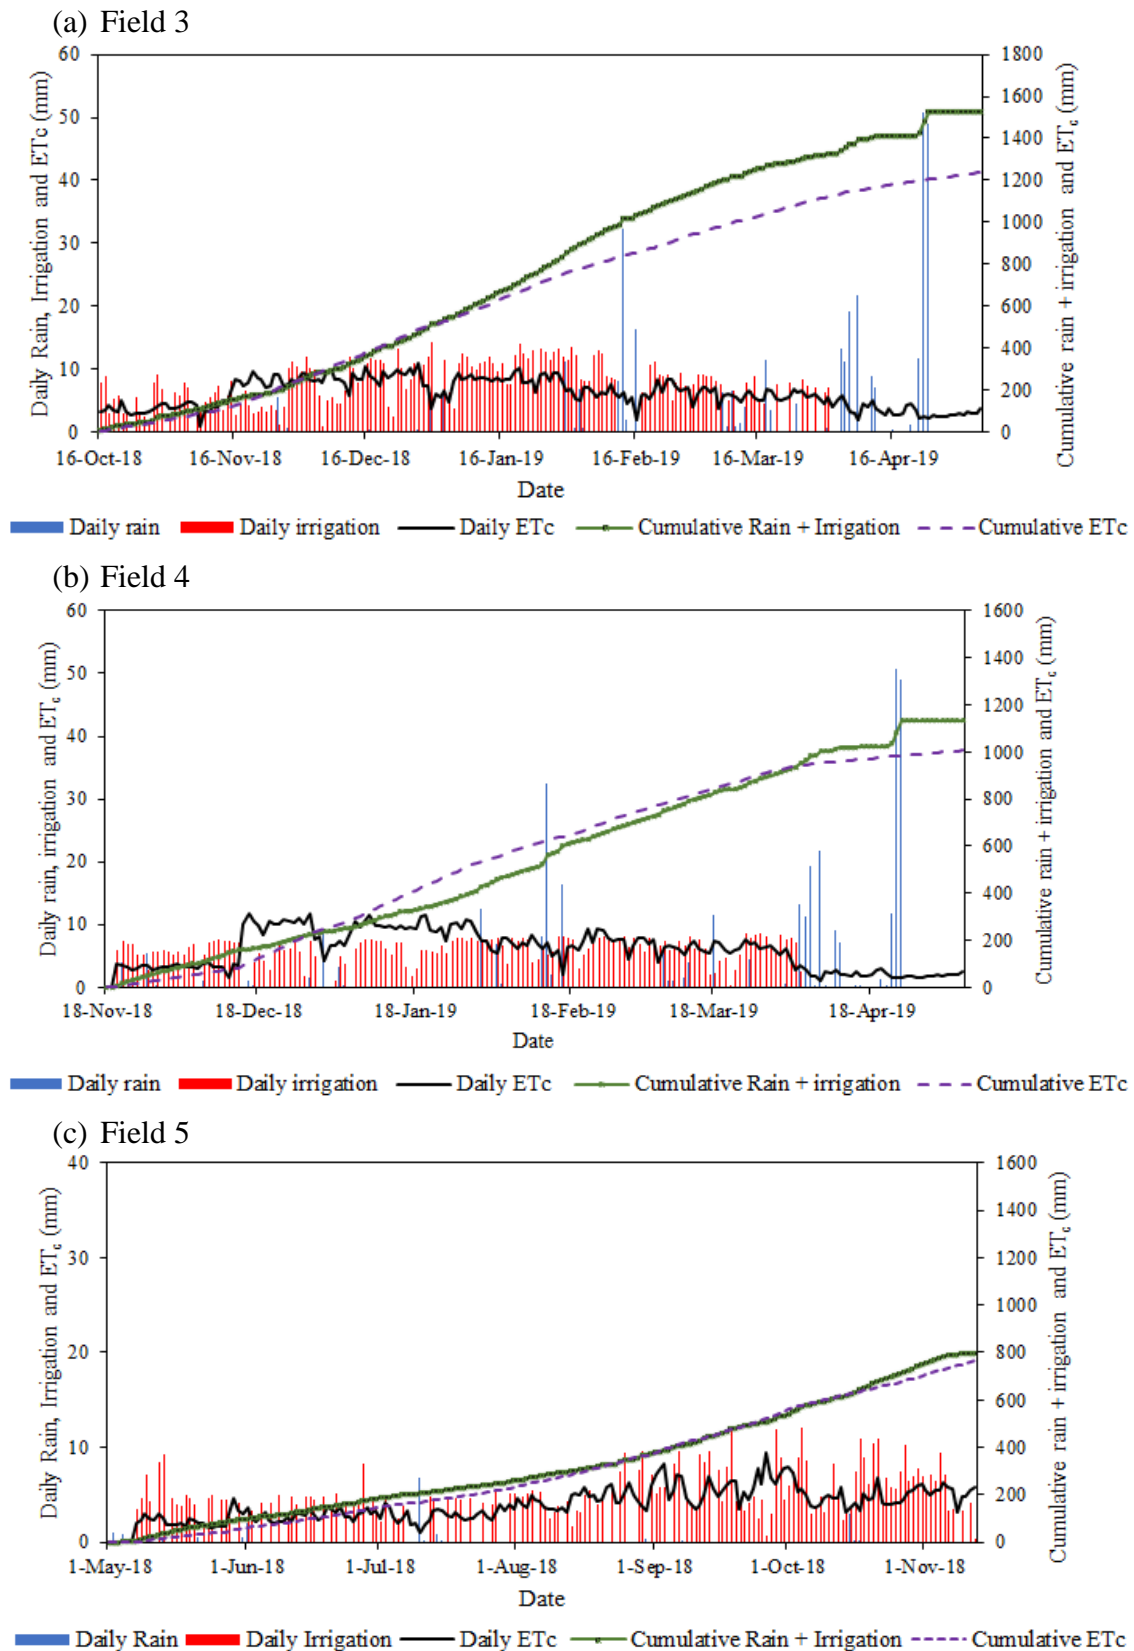 (a) Field 3
Daily Rain, Irrigation and ETc (mm)
60
50
40
30
20
10
0
1800
1600
1400
1200
1000
800
600
400
200
0
Cumulative rain + irrigation and ETc (mm)
16-Oct-18 16-Nov-18 16-Dec-18 16-Jan-19 16-Feb-19 16-Mar-19 16-Apr-19
Date
Daily rain Daily irrigation Daily ETc Cumulative Rain + Irrigation Cumulative ETc
(b) Field 4
Daily rain, irrigation and ETc (mm)
60
50
40
30
20
10
0
1600
1400
1200
1000
800
600
400
200
0
Cumulative rain + irrigation and ETc (mm)
18-Nov-18 18-Dec-18 18-Jan-19 18-Feb-19 18-Mar-19 18-Apr-19
Date
Daily rain Daily irrigation Daily ETc Cumulative Rain + irrigation Cumulative ETc
(c) Field 5
Daily Rain, Irrigation and ETc (mm)
40
30
20
10
0
1600
1400
1200
1000
800
600
400
200
0
Cumulative rain + irrigation and ETc (mm)
1-May-18 1-Jun-18 1-Jul-18 1-Aug-18 1-Sep-18 1-Oct-18 1-Nov-18
Date
Daily Rain Daily Irrigation Daily ETc Cumulative Rain + Irrigation Cumulative ETc